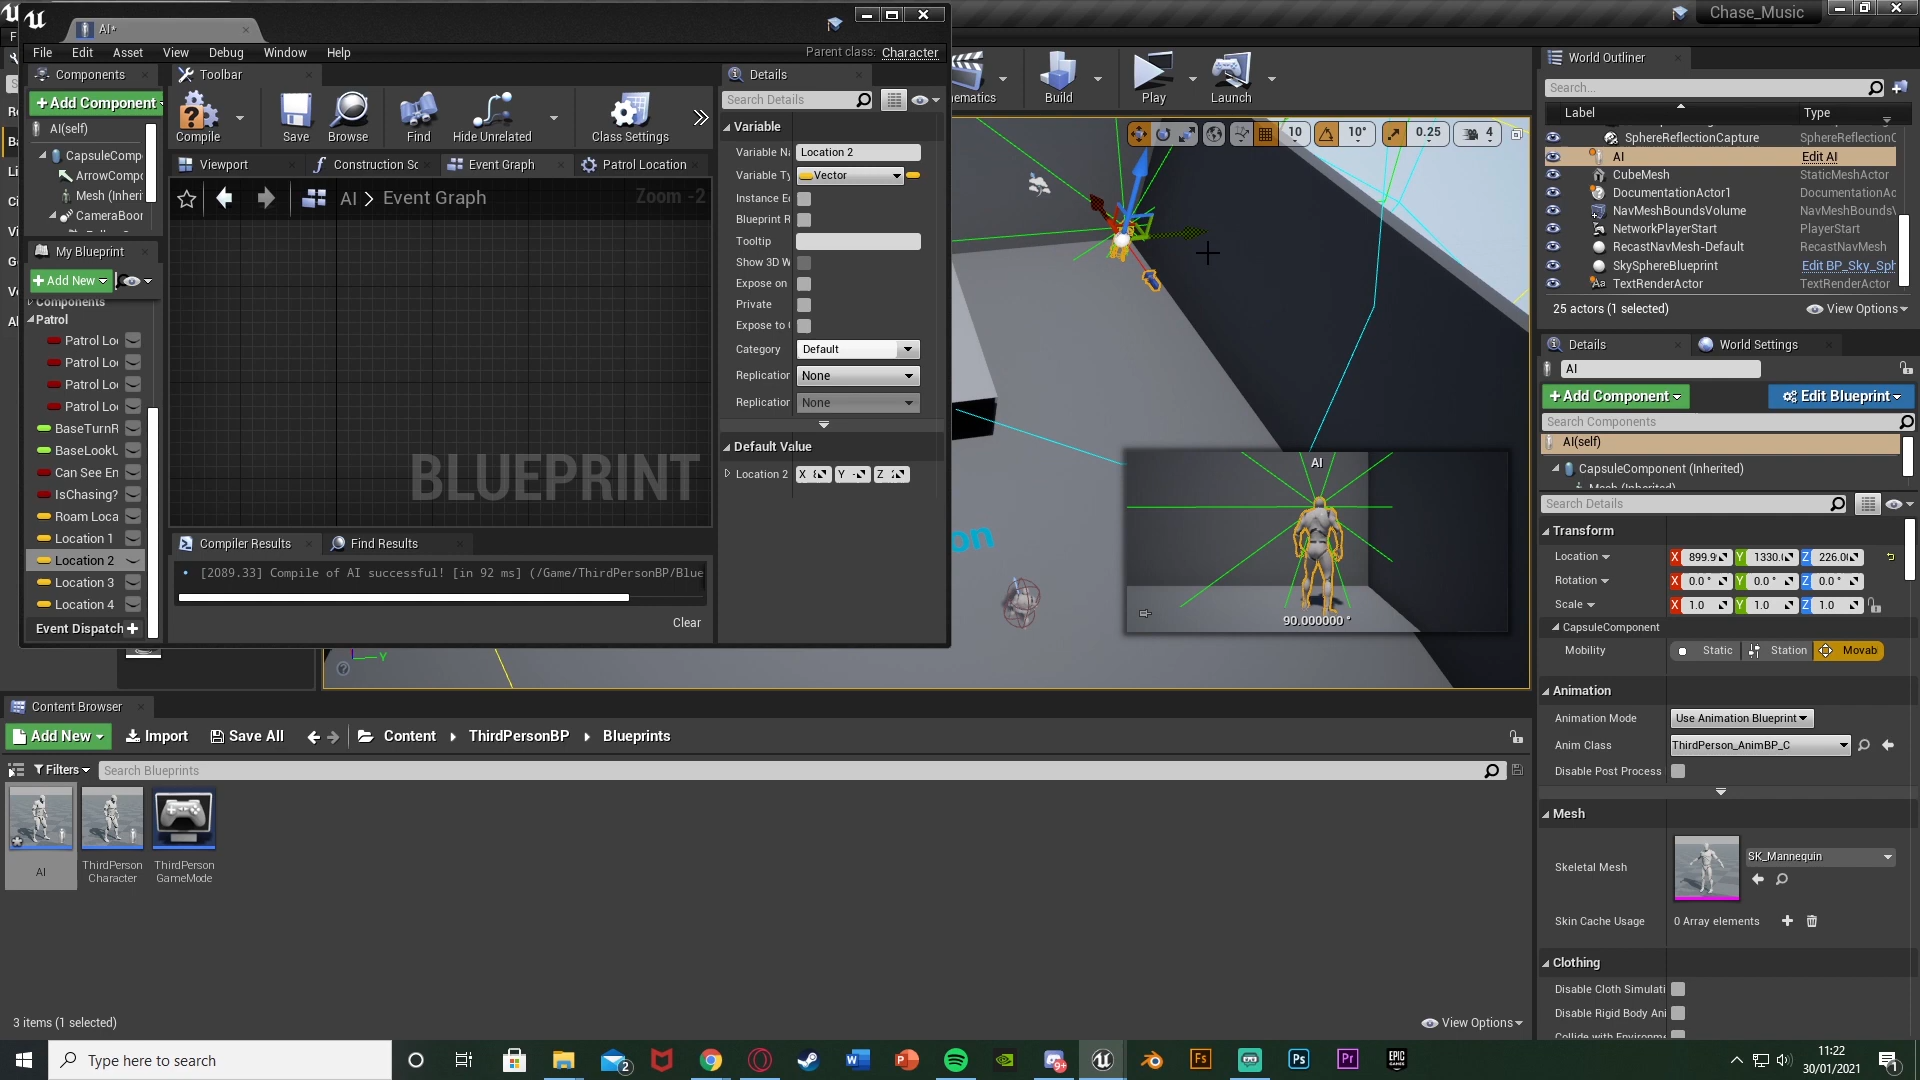 AI*
File Edit Asset View Debug Window Help
Parent class: Character
Chase_Music
Components
Toolbar
Details
World Outliner
+Add Component
Search Details
Compile
Save
Browse
Find
Hide Unrelated
Class Settings
Build
Play
Launch
Search...
Label
Type
AI(self)
CapsuleComp
ArrowCompo
Mesh (Inheri
CameraBoor
Viewport
Construction Sc
Event Graph
Patrol Location
AI > Event Graph
Zoom -2
BLUEPRINT
My Blueprint
+Add New
Components
Patrol
Patrol Loc
Patrol Loc
Patrol Loc
Patrol Loc
BaseTurnR
BaseLookU
Can See En
IsChasing?
Roam Loca
Location 1
Location 2
Location 3
Location 4
Event Dispatch
Variable
Variable N
Location 2
Variable Ty
Vector
Instance E
Blueprint R
Tooltip
Show 3D W
Expose on
Private
Expose to
Category
Default
Replication
None
Replication
None
Default Value
Location 2 X Y Z
Compiler Results
Find Results
[2089.33] Compile of AI successful! [in 92 ms] (/Game/ThirdPersonBP/Blue
Clear
10
10°
0.25
4
on
AI
90.000000 °
Y
SphereReflectionCapture SphereReflectionC
AI Edit AI
CubeMesh StaticMeshActor
DocumentationActor1 DocumentationAc
NavMeshBoundsVolume NavMeshBoundsV
NetworkPlayerStart PlayerStart
RecastNavMesh-Default RecastNavMesh
SkySphereBlueprint Edit BP_Sky_Sph
TextRenderActor TextRenderActor
25 actors (1 selected)
View Options
Details
World Settings
AI
+Add Component
Edit Blueprint
Search Components
AI(self)
CapsuleComponent (Inherited)
Mesh (Inherited)
Search Details
Transform
Location X 899.9 Y 1330.( Z 226.0
Rotation X 0.0 ° Y 0.0 ° Z 0.0 °
Scale X 1.0 Y 1.0 Z 1.0
CapsuleComponent
Mobility Static Station Movab
Animation
Animation Mode Use Animation Blueprint
Anim Class ThirdPerson_AnimBP_C
Disable Post Process
Mesh
Skeletal Mesh SK_Mannequin
Skin Cache Usage 0 Array elements
Clothing
Disable Cloth Simulati
Disable Rigid Body Ani
Collide with Environme
Content Browser
Add New Import Save All Content ThirdPersonBP Blueprints
Filters
Search Blueprints
AI
ThirdPerson
Character
ThirdPerson
GameMode
3 items (1 selected)
View Options
Type here to search
11:22
30/01/2021